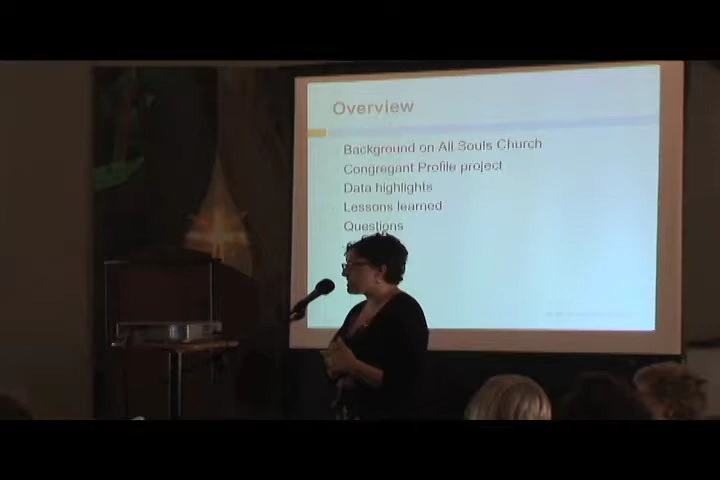 Overview
Background on All Souls Church
Congregant Profile project
Data highlights
Lessons learned
Questions